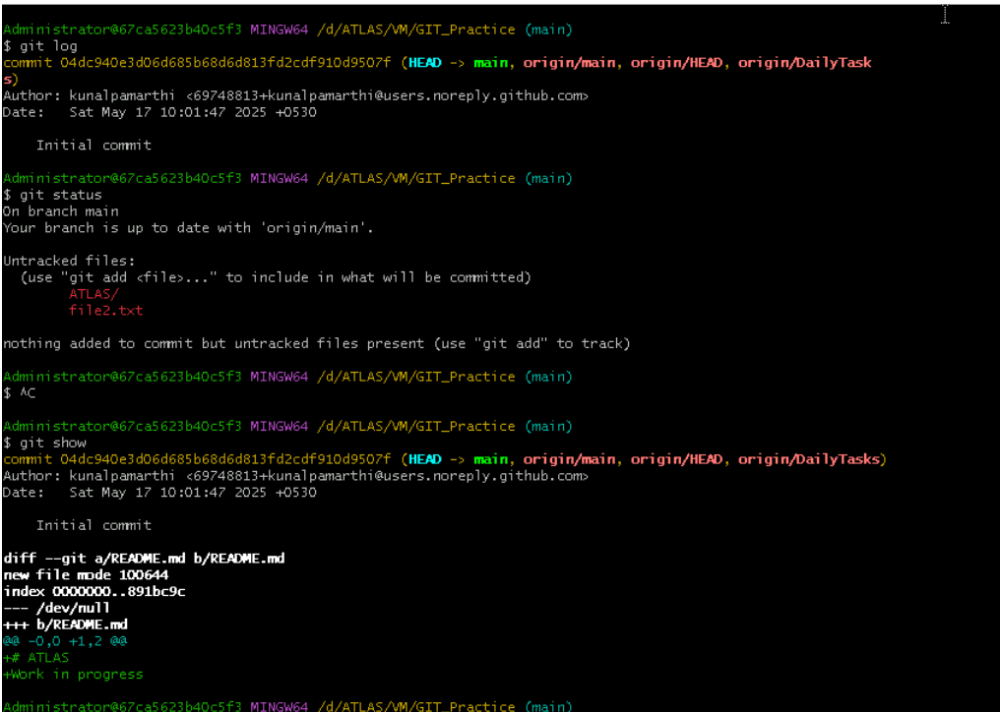 Administrator@67ca5623b40c5f3 MINGW64 /d/ATLAS/VM/GIT_Practice (main)
$ git log
commit 04dc940e3d06d685b68d6d813fd2cdf910d9507f (HEAD -> main, origin/main, origin/HEAD, origin/DailyTask
s)
Author: kunalpamarthi <69748813+kunalpamarthi@users.noreply.github.com>
Date:   Sat May 17 10:01:47 2025 +0530

    Initial commit

Administrator@67ca5623b40c5f3 MINGW64 /d/ATLAS/VM/GIT_Practice (main)
$ git status
On branch main
Your branch is up to date with 'origin/main'.

Untracked files:
  (use "git add <file>..." to include in what will be committed)
        ATLAS/
        file2.txt

nothing added to commit but untracked files present (use "git add" to track)

Administrator@67ca5623b40c5f3 MINGW64 /d/ATLAS/VM/GIT_Practice (main)
$ ^C

Administrator@67ca5623b40c5f3 MINGW64 /d/ATLAS/VM/GIT_Practice (main)
$ git show
commit 04dc940e3d06d685b68d6d813fd2cdf910d9507f (HEAD -> main, origin/main, origin/HEAD, origin/DailyTasks)
Author: kunalpamarthi <69748813+kunalpamarthi@users.noreply.github.com>
Date:   Sat May 17 10:01:47 2025 +0530

    Initial commit

diff --git a/README.md b/README.md
new file mode 100644
index 0000000..891bc9c
--- /dev/null
+++ b/README.md
@@ -0,0 +1,2 @@
+# ATLAS
+Work in progress

Administrator@67ca5623b40c5f3 MINGW64 /d/ATLAS/VM/GIT_Practice (main)